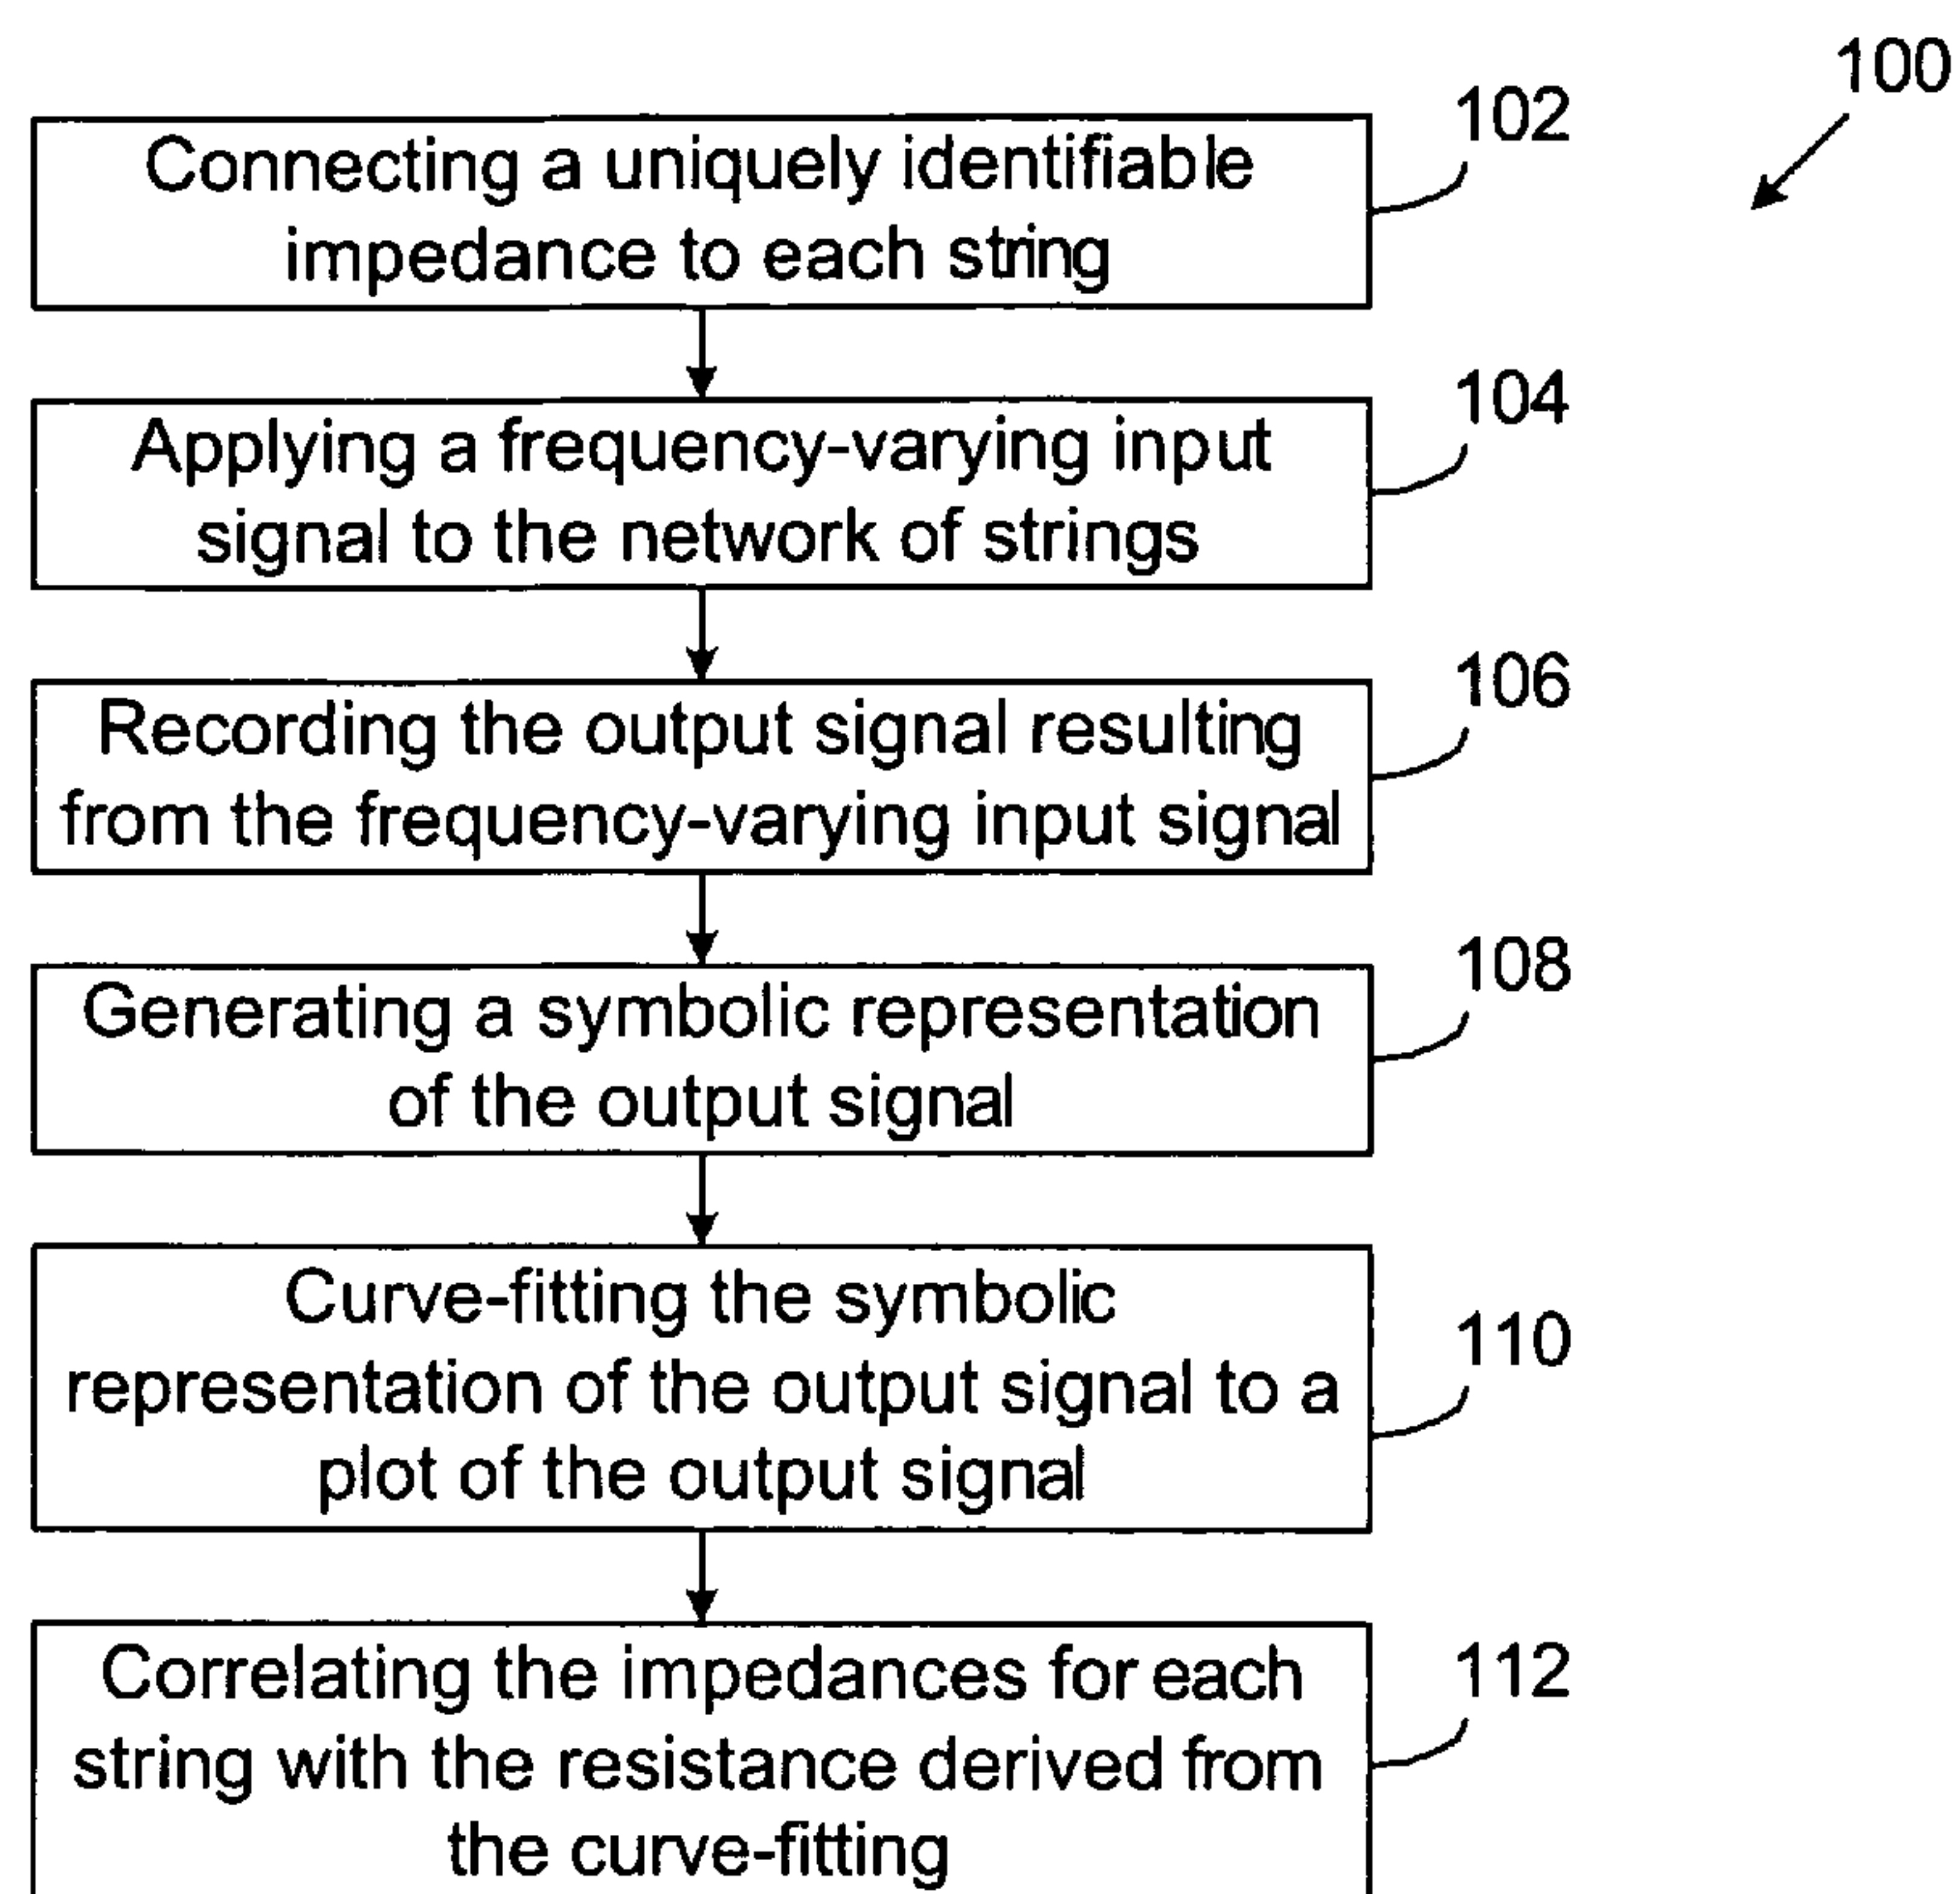 100
102
Connecting a uniquely identifiable
impedance to each string
104
Applying a frequency-varying input
signal to the network of strings
106
Recording the output signal resulting
from the frequency-varying input signal
108
Generating a symbolic representation
of the output signal
110
Curve-fitting the symbolic
representation of the output signal to a
plot of the output signal
112
Correlating the impedances for each
string with the resistance derived from
the curve-fitting